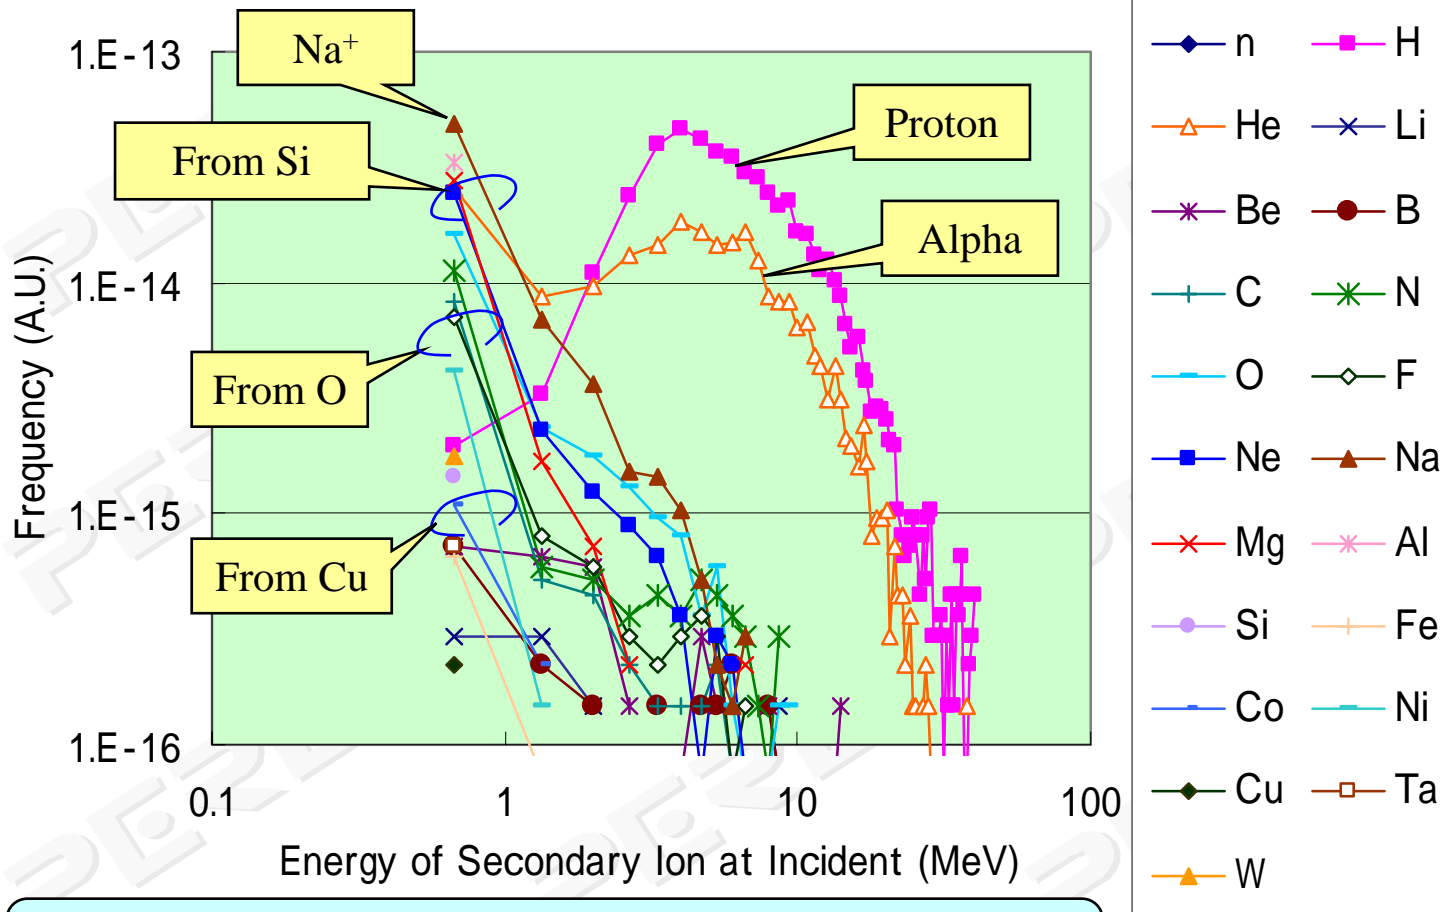 Na+
1.E-13
From Si
Proton
Alpha
1.E-14
From O
1.E-15
From Cu
1.E-16
0.1 1 10 100
Frequency (A.U.)
Energy of Secondary Ion at Incident (MeV)
n H
He Li
Be B
C N
O F
Ne Na
Mg Al
Si Fe
Co Ni
Cu Ta
W